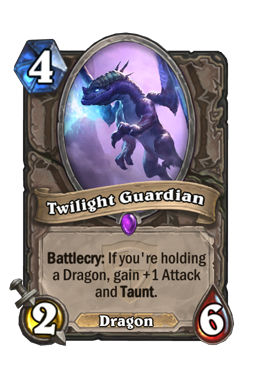 4
Twilight Guardian
Battlecry: If you're holding
a Dragon, gain +1 Attack
and Taunt.
2
Dragon
6